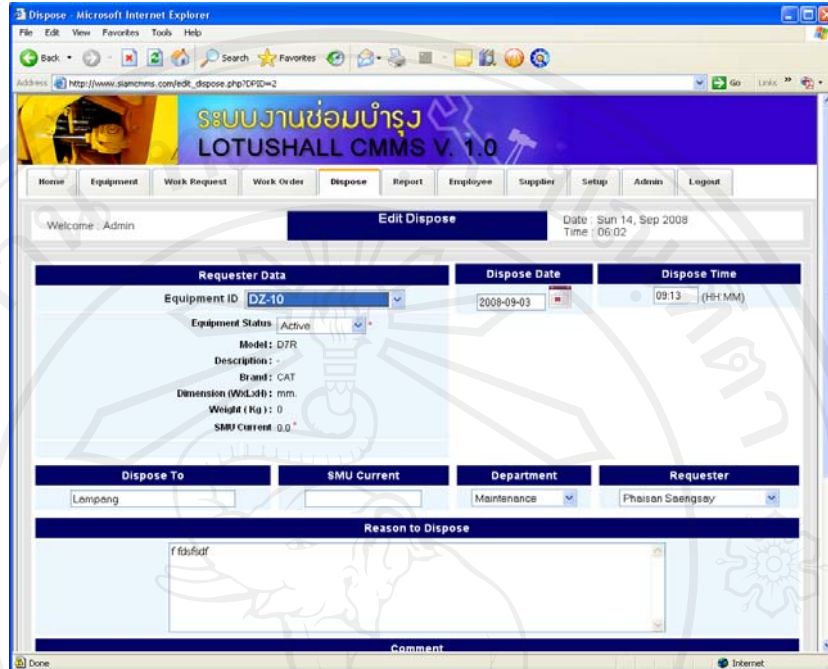 Dispose - Microsoft Internet Explorer
File Edit View Favorites Tools Help
Back Search Favorites
Address http://www.siamcmms.com/edit_dispose.php?DPID=2 Go Links »
ระบบงานซ่อมบำรุง
LOTUSHALL CMMS V. 1.0
Home Equipment Work Request Work Order Dispose Report Employee Supplier Setup Admin Logout
Welcome : Admin Edit Dispose Date : Sun 14, Sep 2008
Time : 06:02
Requester Data Dispose Date Dispose Time
Equipment ID DZ-10 2008-09-03 09:13 (HH:MM)
Equipment Status Active *
Model : D7R
Description : -
Brand : CAT
Dimension (WxLxH) : mm.
Weight ( Kg ) : 0
SMU Current 0.0 *
Dispose To SMU Current Department Requester
Lampang Maintenance Phaisan Saengsay
Reason to Dispose
f fdsfsdf
Comment
Done Internet